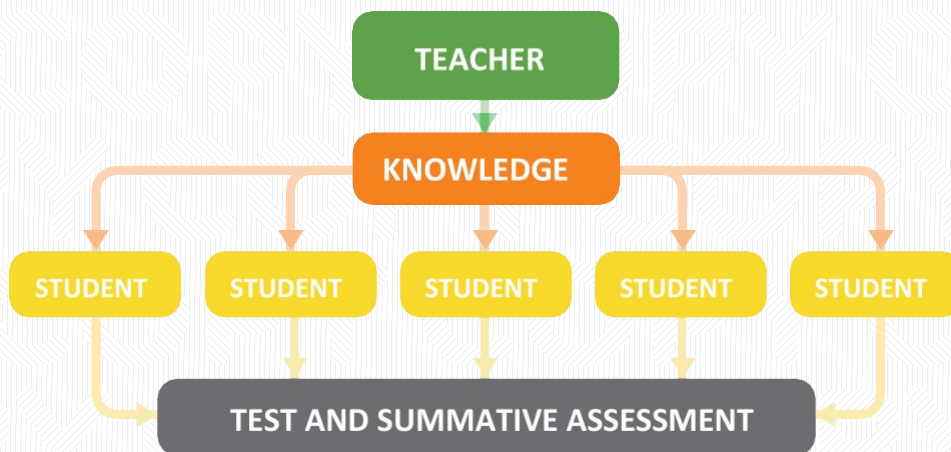 TEACHER
KNOWLEDGE
STUDENT
STUDENT
STUDENT
STUDENT
STUDENT
TEST AND SUMMATIVE ASSESSMENT